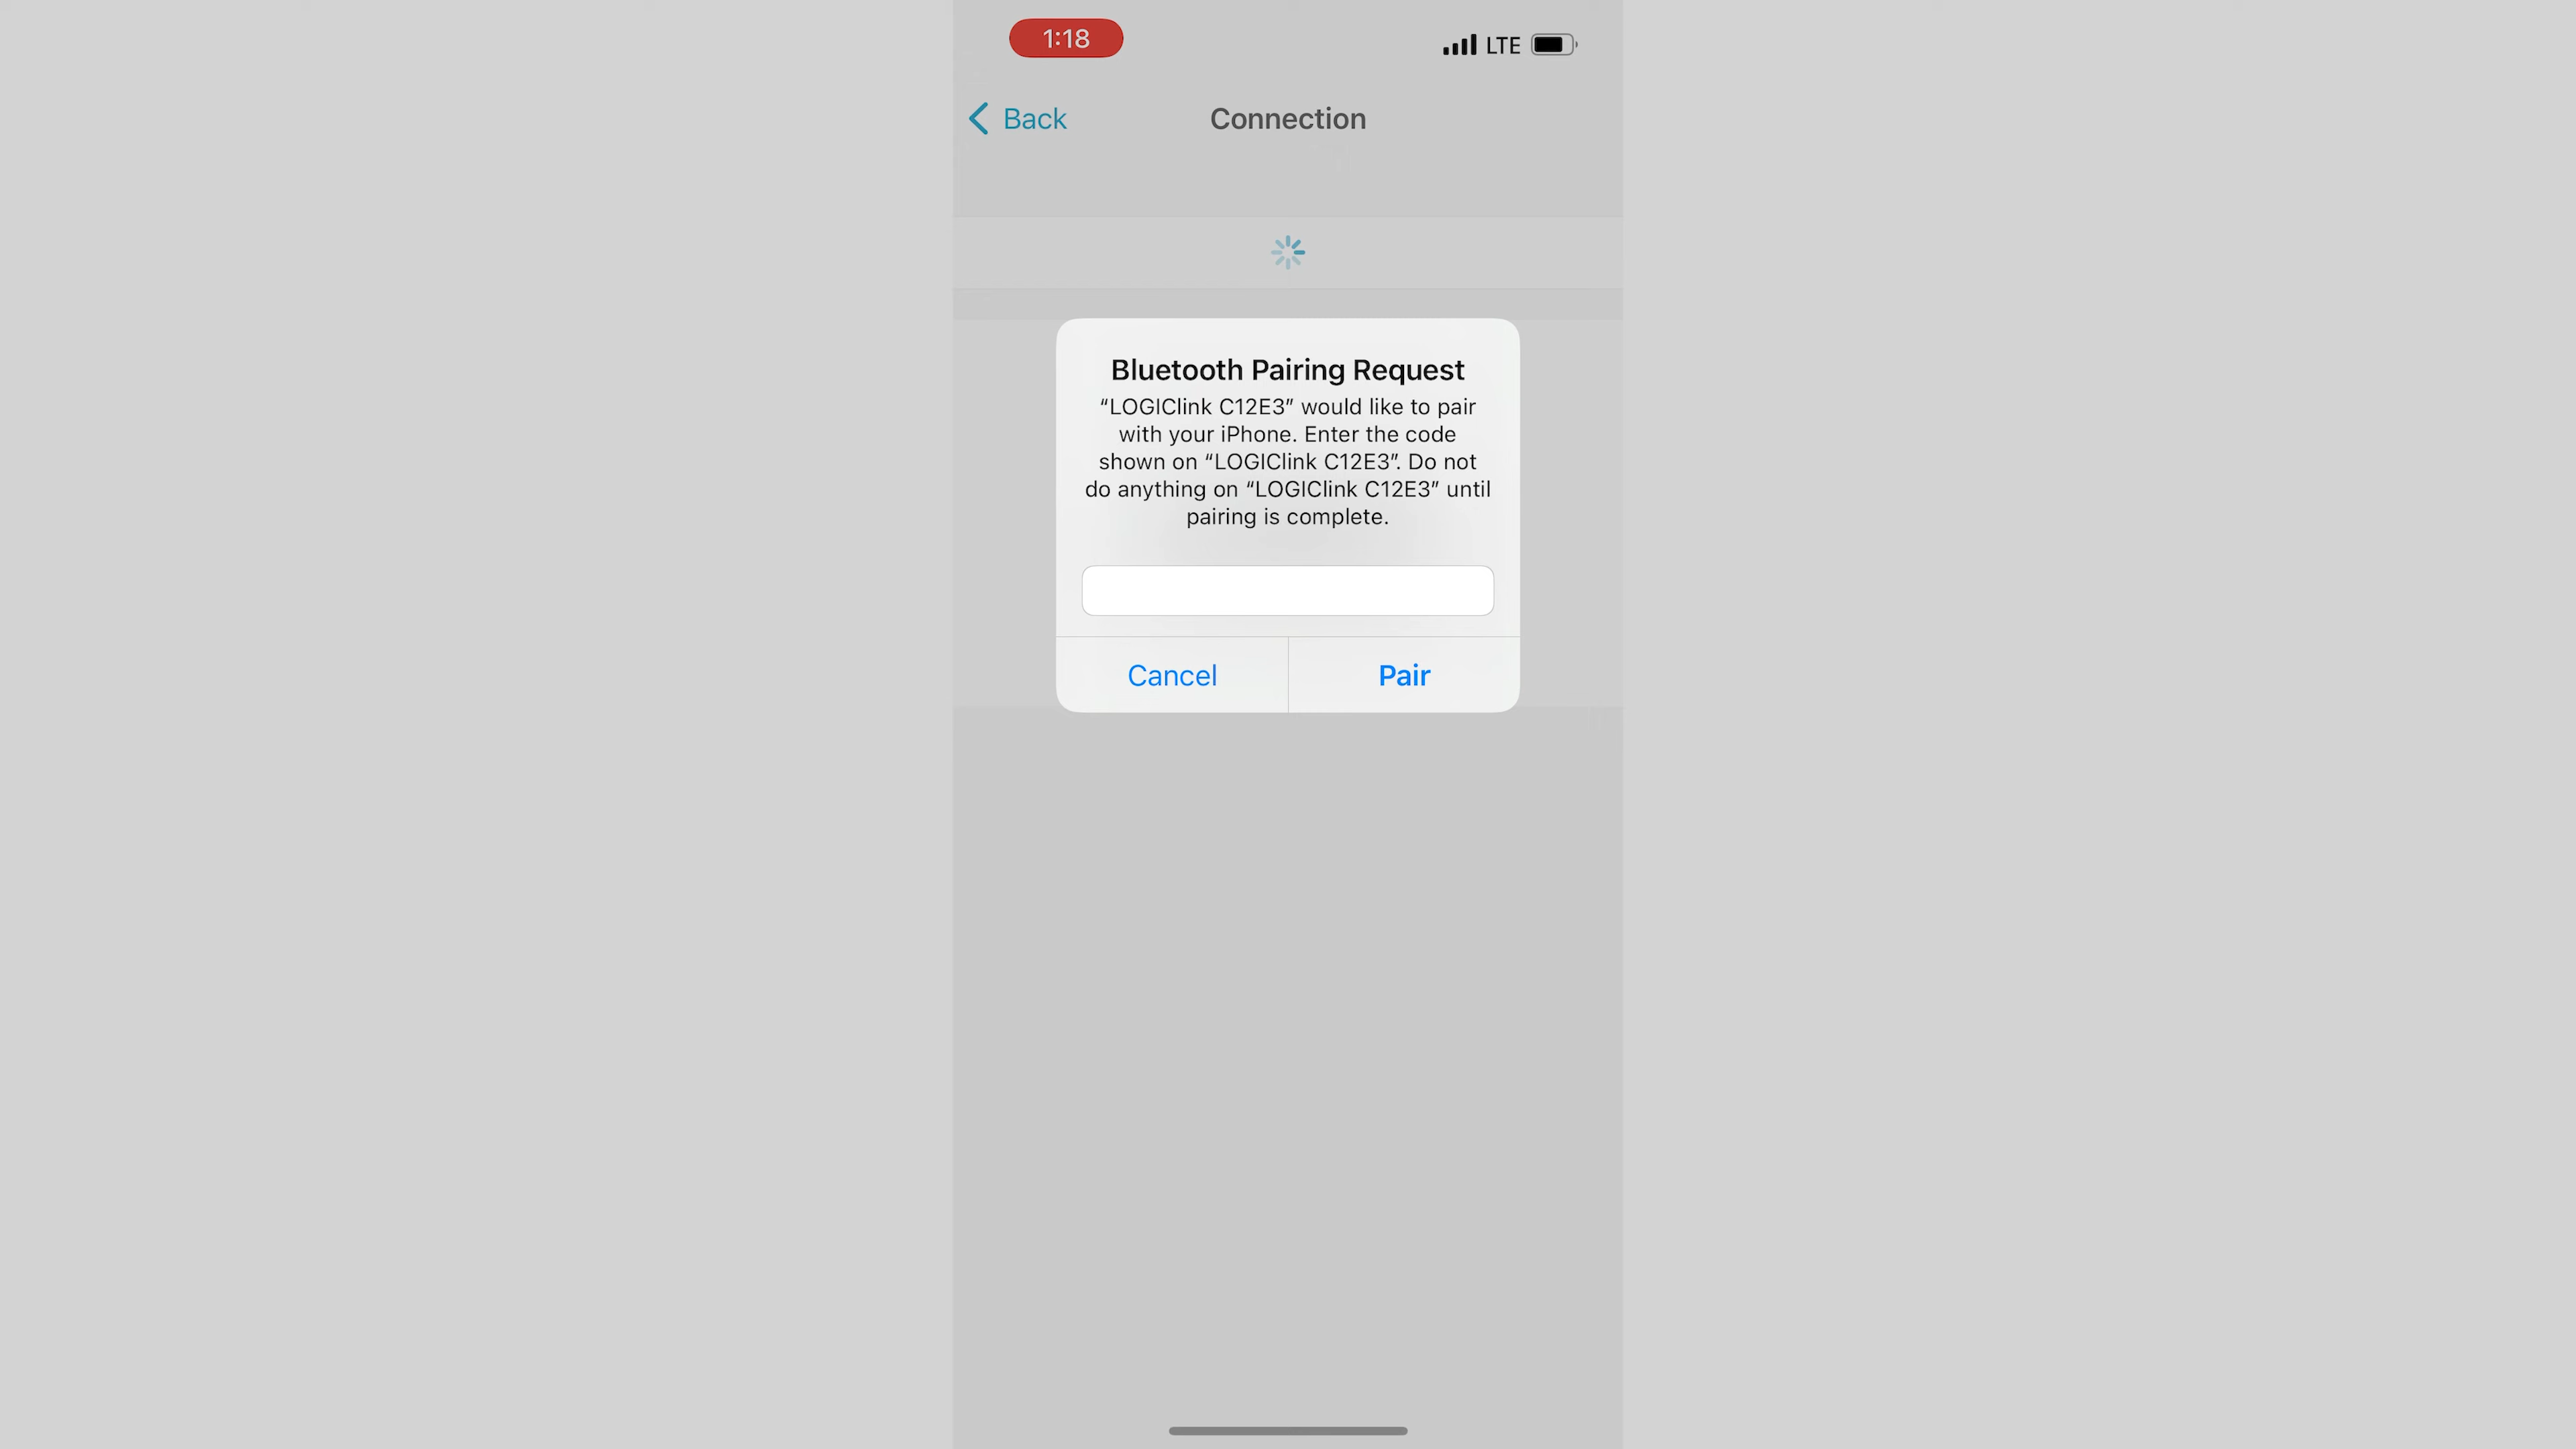 1:18
LTE
Back
Connection
Bluetooth Pairing Request
“LOGIClink C12E3” would like to pair
with your iPhone. Enter the code
shown on “LOGIClink C12E3”. Do not
do anything on “LOGIClink C12E3” until
pairing is complete.
Cancel
Pair